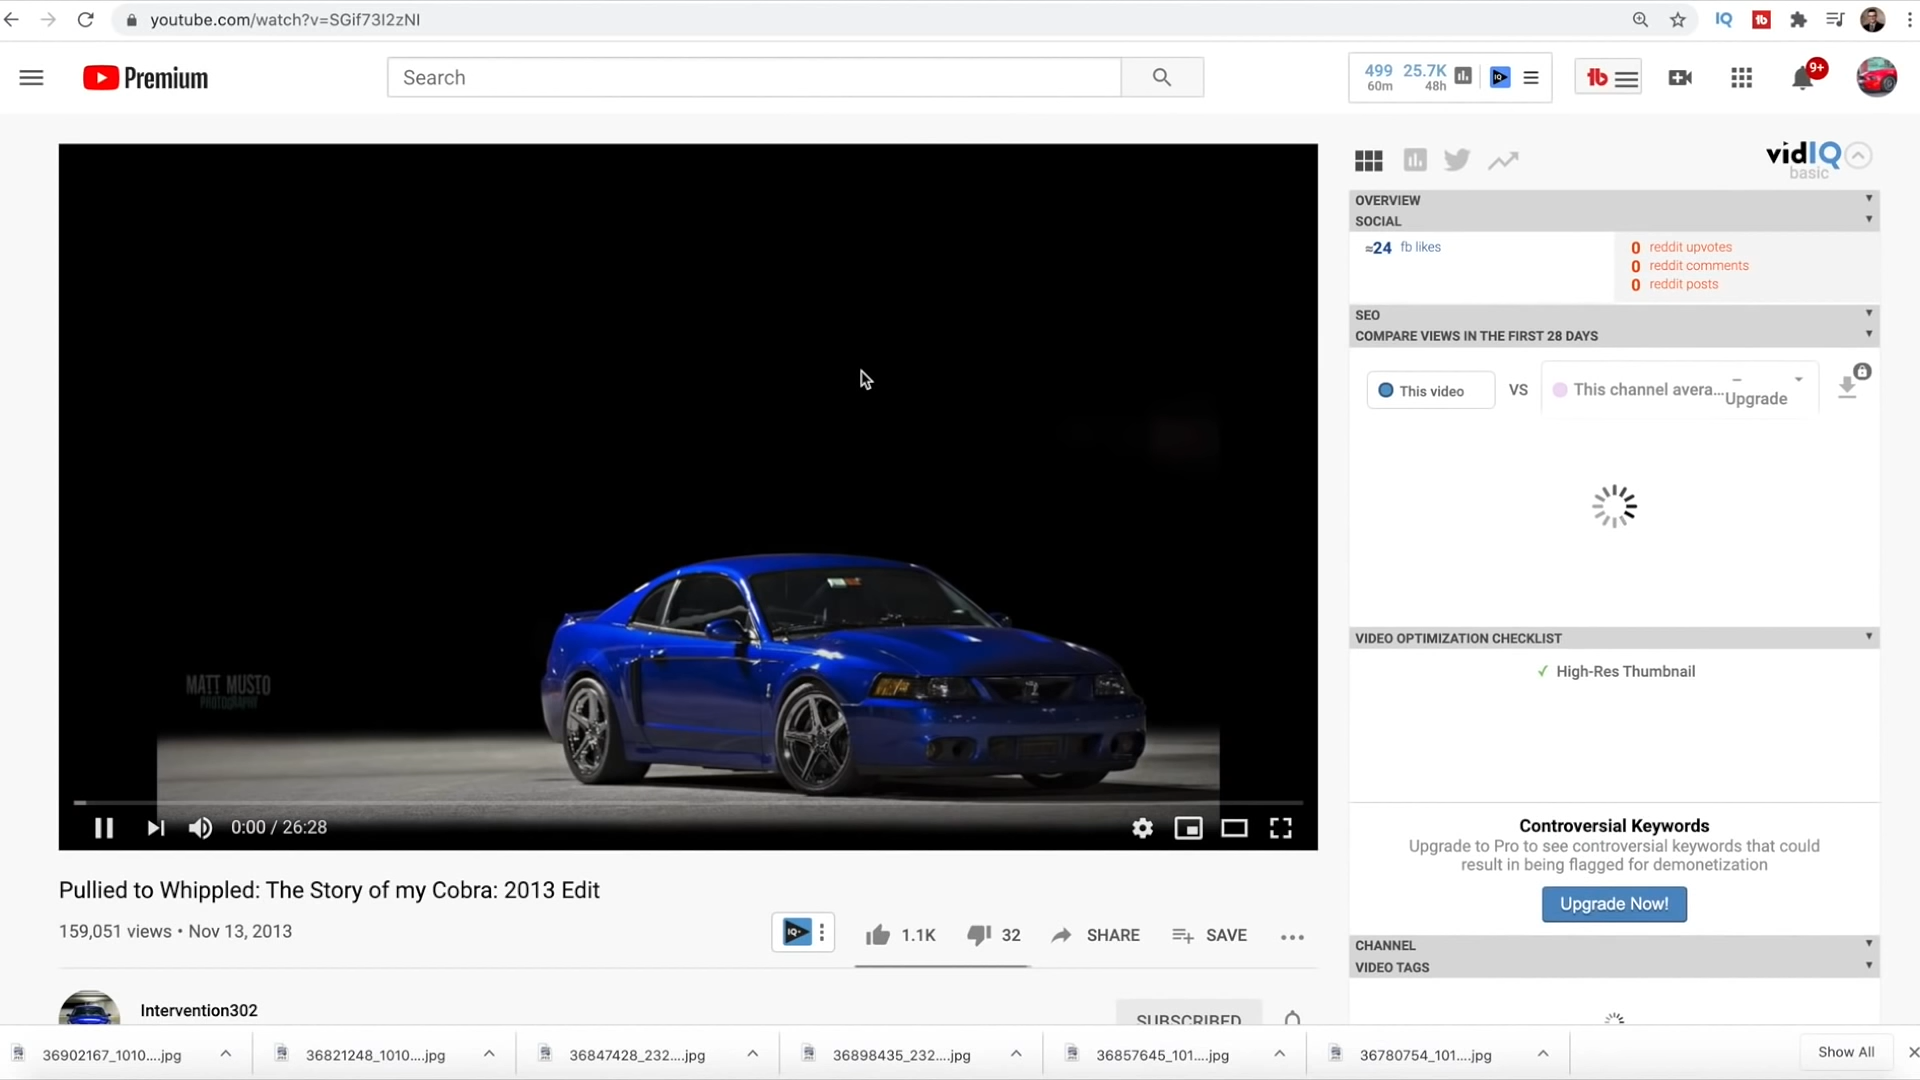 youtube.com/watch?v=SGif73I2zNI
IQ
tb
Premium
Search
499 25.7K
60m 48h
IQ
tb
9+
vidIQ
basic
OVERVIEW
SOCIAL
≈24 fb likes
0 reddit upvotes
0 reddit comments
0 reddit posts
SEO
COMPARE VIEWS IN THE FIRST 28 DAYS
This video VS This channel avera... – Upgrade
VIDEO OPTIMIZATION CHECKLIST
✓ High-Res Thumbnail
MATT MUSTO
PHOTOGRAPHY
0:00 / 26:28
Controversial Keywords
Upgrade to Pro to see controversial keywords that could
result in being flagged for demonetization
Upgrade Now!
Pullied to Whippled: The Story of my Cobra: 2013 Edit
159,051 views • Nov 13, 2013
IQ 1.1K 32 SHARE SAVE
CHANNEL
VIDEO TAGS
Intervention302
SUBSCRIBED
36902167_1010....jpg 36821248_1010....jpg 36847428_232....jpg 36898435_232....jpg 36857645_101....jpg 36780754_101....jpg Show All